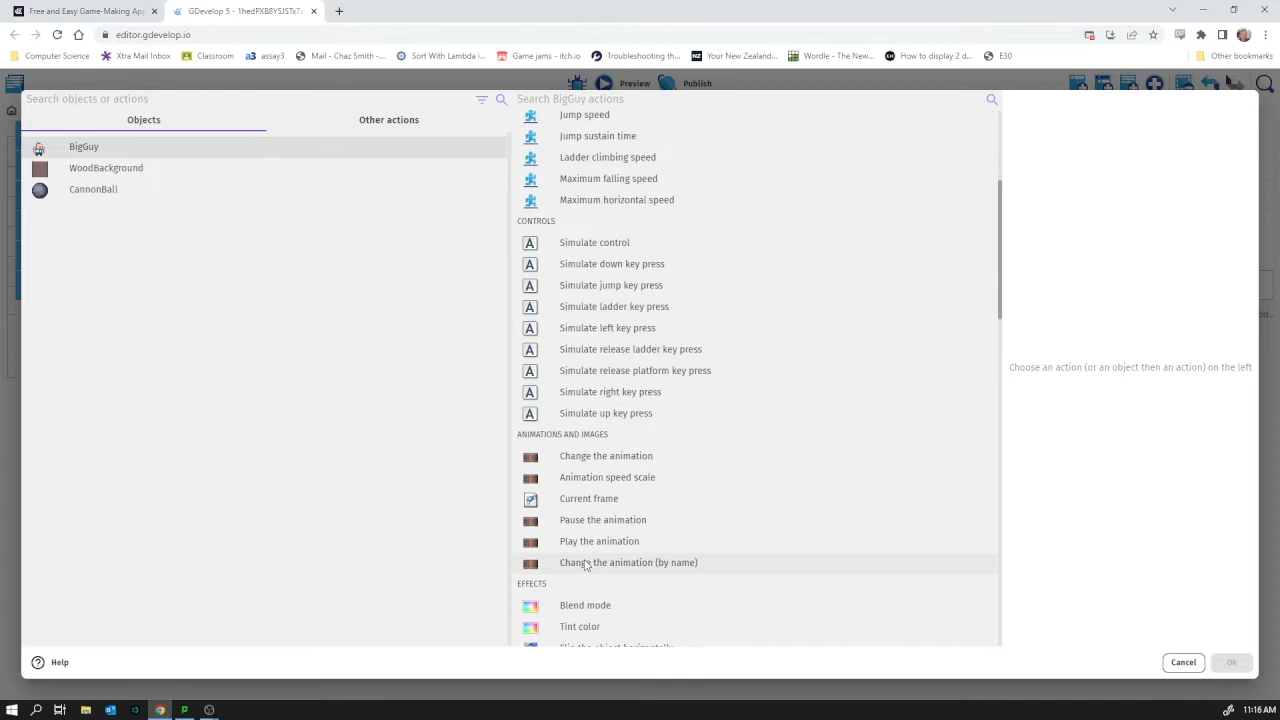 Free and Easy Game-Making App
GDevelop 5 - 1hedPXB8YSJSTx7c
editor.gdevelop.io
Computer Science
Xtra Mail Inbox
Classroom
assay3
Mail - Chaz Smith -...
Sort With Lambda i...
Game jams - itch.io
Troubleshooting th...
Your New Zealand...
Wordle - The New...
How to display 2 d...
E30
Other bookmarks
Preview
Publish
Search objects or actions
Search BigGuy actions
Objects
Other actions
BigGuy
WoodBackground
CannonBall
Jump speed
Jump sustain time
Ladder climbing speed
Maximum falling speed
Maximum horizontal speed
CONTROLS
Simulate control
Simulate down key press
Simulate jump key press
Simulate ladder key press
Simulate left key press
Simulate release ladder key press
Simulate release platform key press
Simulate right key press
Simulate up key press
ANIMATIONS AND IMAGES
Change the animation
Animation speed scale
Current frame
Pause the animation
Play the animation
Change the animation (by name)
EFFECTS
Blend mode
Tint color
Flip the object horizontally
Choose an action (or an object then an action) on the left
Help
Cancel
Ok
11:16 AM